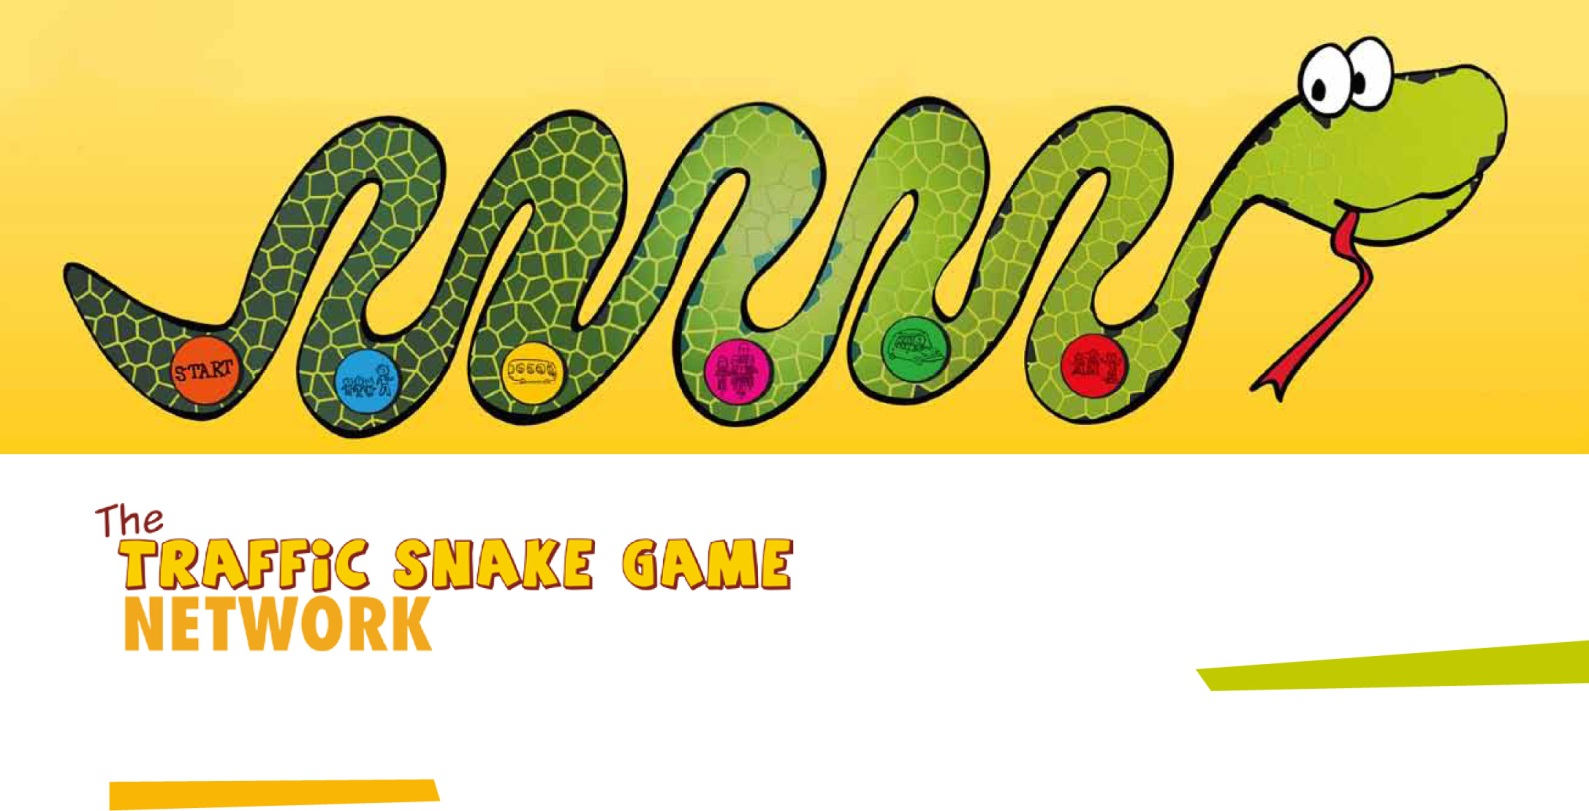 START
The
TRAFFiC SNAKE GAME
NETWORK